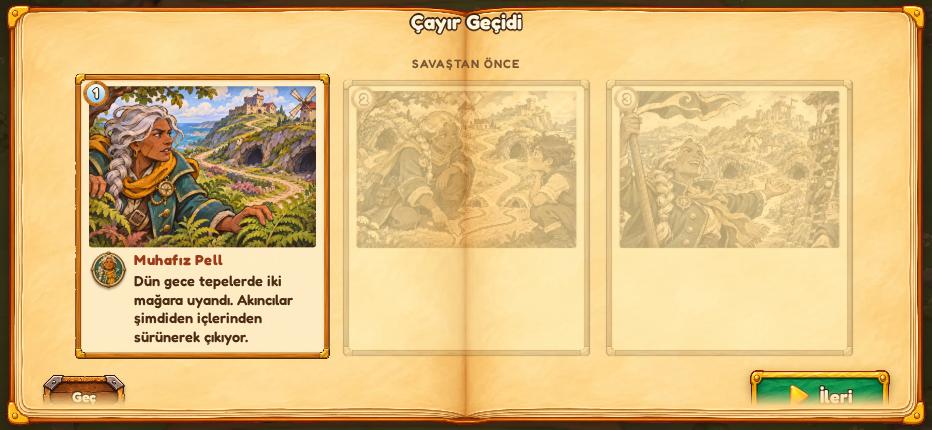 Çayır Geçidi
SAVAŞTAN ÖNCE
1
2
3
Muhafız Pell
Dün gece tepelerde iki
mağara uyandı. Akıncılar
şimdiden içlerinden
sürünerek çıkıyor.
Geç
İleri